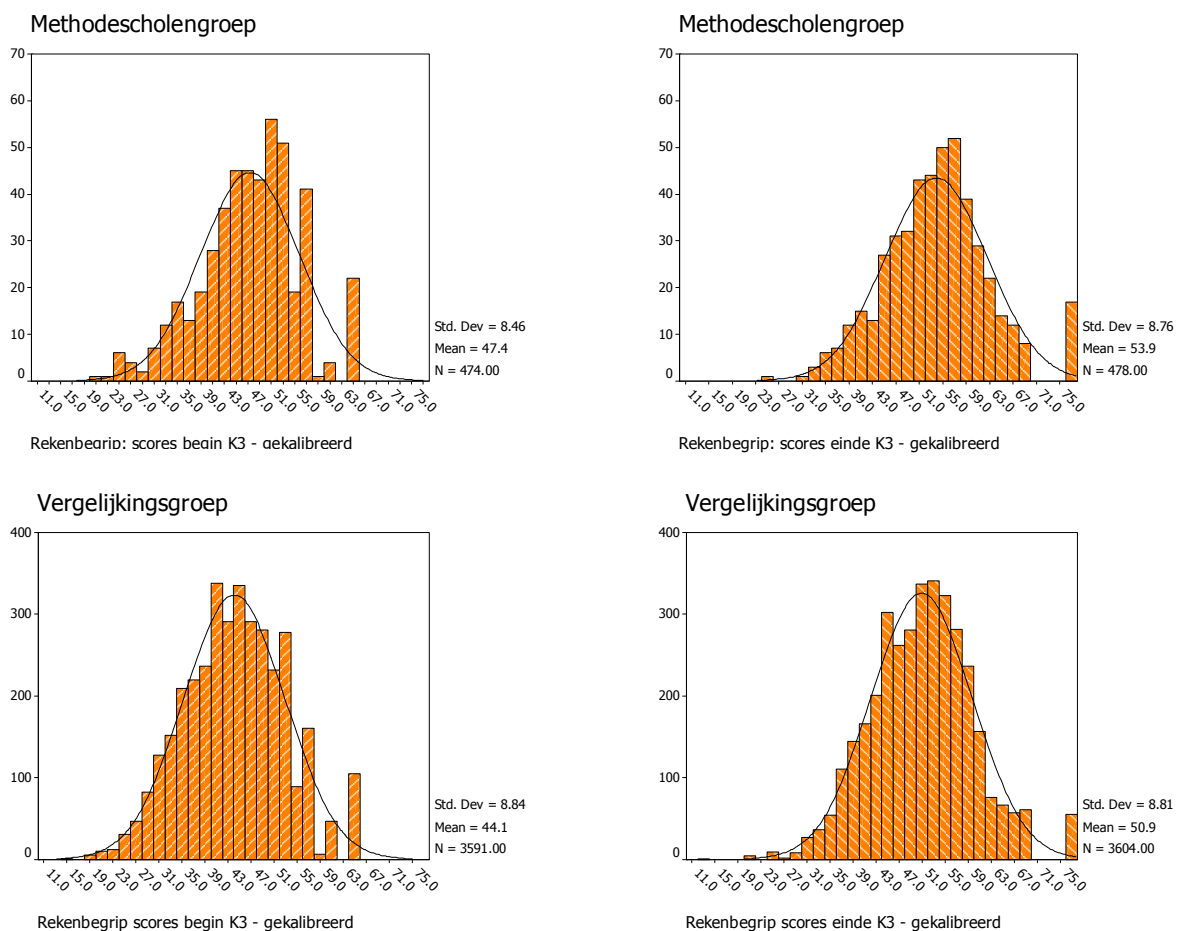 Methodescholengroep
70
60
50
40
30
20
10
0
Std. Dev = 8.46
Mean = 47.4
N = 474.00
11.0 15.0 19.0 23.0 27.0 31.0 35.0 39.0 43.0 47.0 51.0 55.0 59.0 63.0 67.0 71.0 75.0
Rekenbegrip: scores begin K3 - gekalibreerd
Methodescholengroep
70
60
50
40
30
20
10
0
Std. Dev = 8.76
Mean = 53.9
N = 478.00
11.0 15.0 19.0 23.0 27.0 31.0 35.0 39.0 43.0 47.0 51.0 55.0 59.0 63.0 67.0 71.0 75.0
Rekenbegrip: scores einde K3 - gekalibreerd
Vergelijkingsgroep
400
300
200
100
0
Std. Dev = 8.84
Mean = 44.1
N = 3591.00
11.0 15.0 19.0 23.0 27.0 31.0 35.0 39.0 43.0 47.0 51.0 55.0 59.0 63.0 67.0 71.0 75.0
Rekenbegrip scores begin K3 - gekalibreerd
Vergelijkingsgroep
400
300
200
100
0
Std. Dev = 8.81
Mean = 50.9
N = 3604.00
11.0 15.0 19.0 23.0 27.0 31.0 35.0 39.0 43.0 47.0 51.0 55.0 59.0 63.0 67.0 71.0 75.0
Rekenbegrip scores einde K3 - gekalibreerd